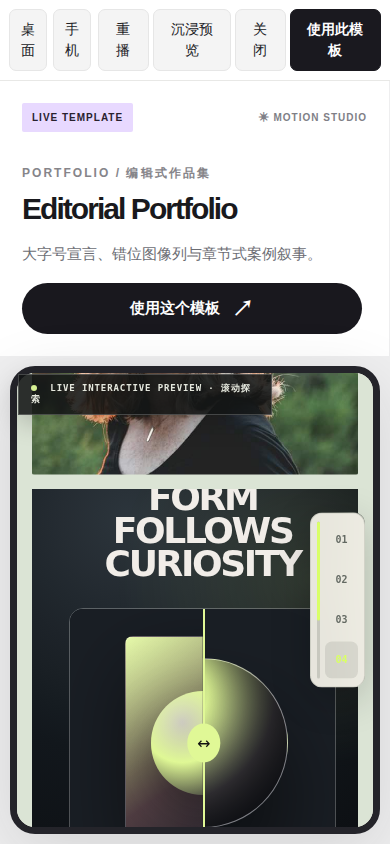 桌面
手机
重播
沉浸预览
关闭
使用此模板
LIVE TEMPLATE
✷ MOTION STUDIO
PORTFOLIO / 编辑式作品集
Editorial Portfolio
大字号宣言、错位图像列与章节式案例叙事。
使用这个模板 ↗
LIVE INTERACTIVE PREVIEW · 滚动探
索
FORM
FOLLOWS
CURIOSITY
01
02
03
04
↔